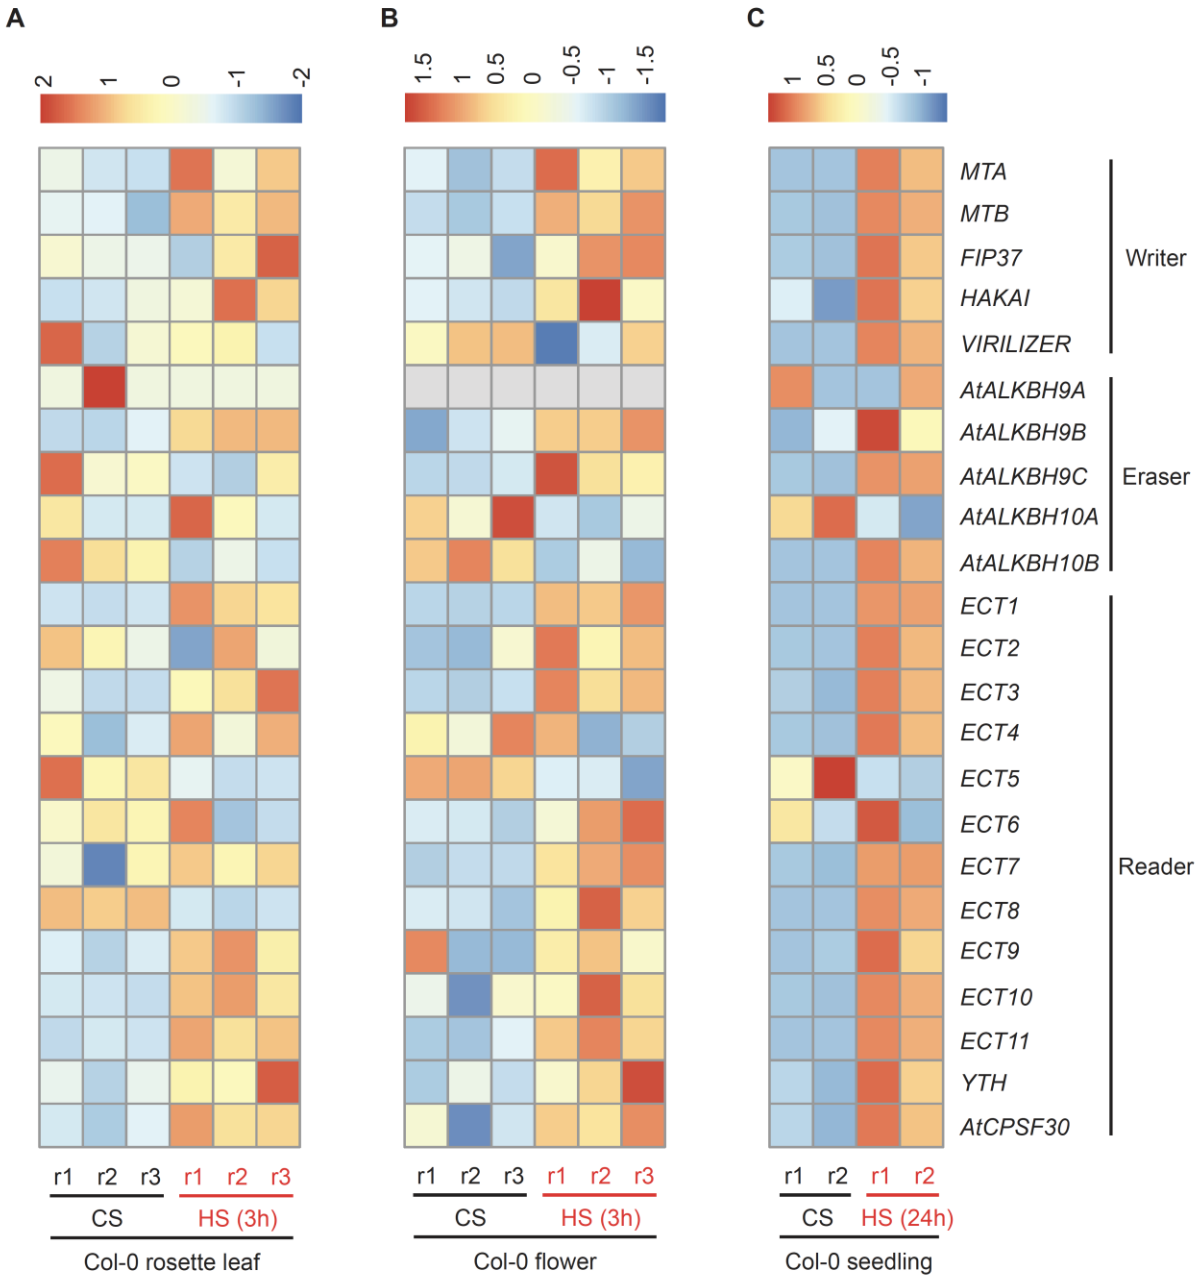 A B C
2 1 0 -1 -2
1.5 1 0.5 0 -0.5 -1 -1.5
1 0.5 0 -0.5 -1
MTA
MTB
FIP37
Writer
HAKAI
VIRILIZER
AtALKBH9A
AtALKBH9B
AtALKBH9C
Eraser
AtALKBH10A
AtALKBH10B
ECT1
ECT2
ECT3
ECT4
ECT5
ECT6
ECT7
Reader
ECT8
ECT9
ECT10
ECT11
YTH
AtCPSF30
r1 r2 r3 r1 r2 r3
CS HS (3h)
Col-0 rosette leaf
r1 r2 r3 r1 r2 r3
CS HS (3h)
Col-0 flower
r1 r2 r1 r2
CS HS (24h)
Col-0 seedling